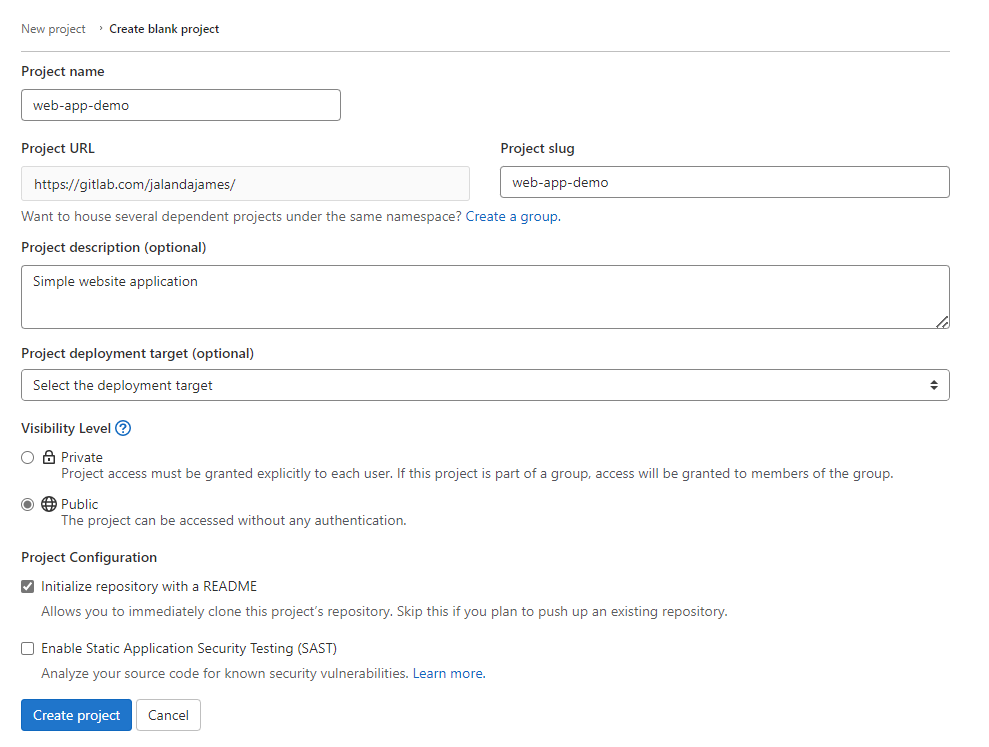 New project › Create blank project
Project name
web-app-demo
Project URL
Project slug
https://gitlab.com/jalandajames/
web-app-demo
Want to house several dependent projects under the same namespace? Create a group.
Project description (optional)
Simple website application
Project deployment target (optional)
Select the deployment target
Visibility Level ?
Private
Project access must be granted explicitly to each user. If this project is part of a group, access will be granted to members of the group.
Public
The project can be accessed without any authentication.
Project Configuration
Initialize repository with a README
Allows you to immediately clone this project’s repository. Skip this if you plan to push up an existing repository.
Enable Static Application Security Testing (SAST)
Analyze your source code for known security vulnerabilities. Learn more.
Create project
Cancel